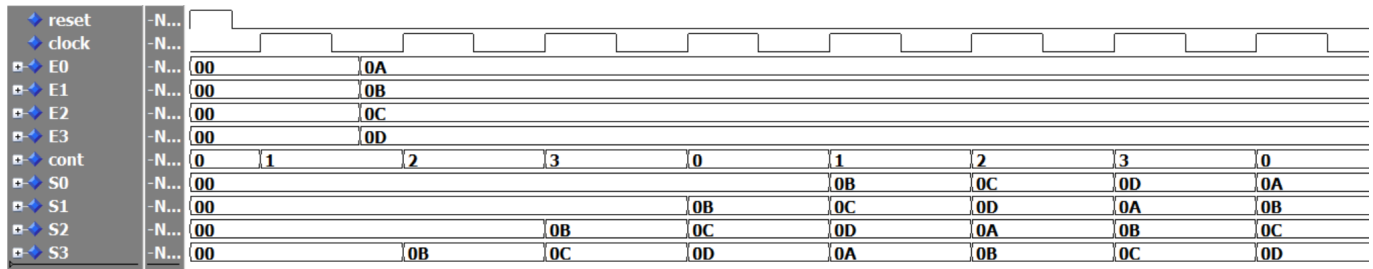 reset -N...
clock -N...
E0 -N... 00 0A
E1 -N... 00 0B
E2 -N... 00 0C
E3 -N... 00 0D
cont -N... 0 1 2 3 0 1 2 3 0
S0 -N... 00 0B 0C 0D 0A
S1 -N... 00 0B 0C 0D 0A 0B
S2 -N... 00 0B 0C 0D 0A 0B 0C
S3 -N... 00 0B 0C 0D 0A 0B 0C 0D